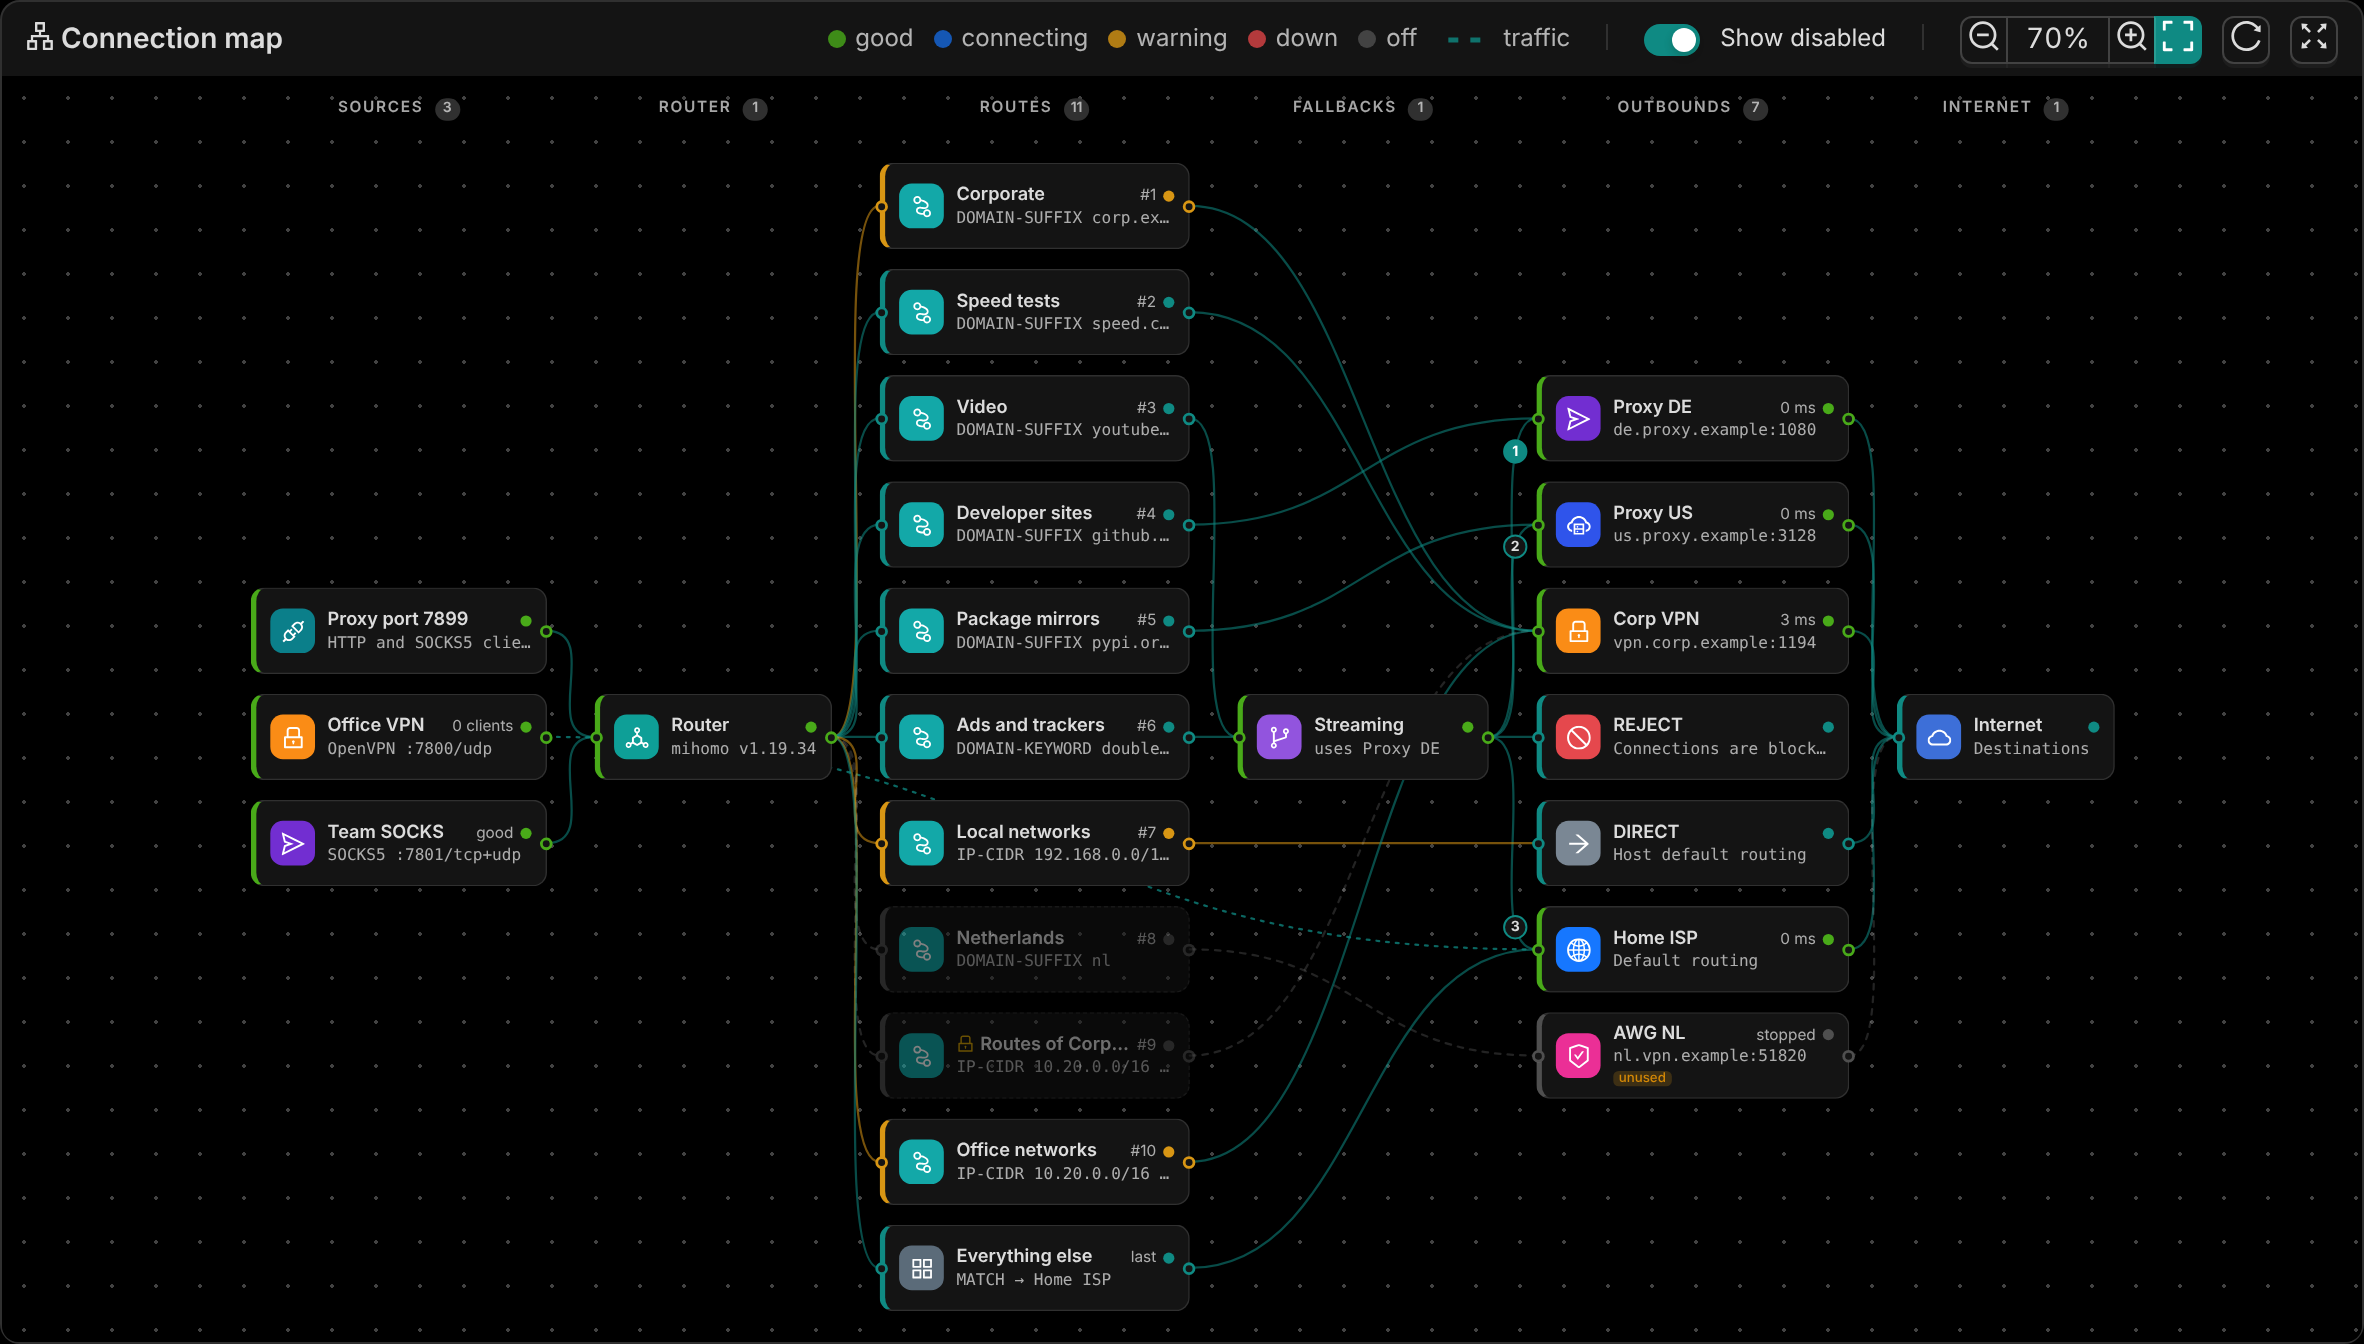 Connection map
good connecting warning down off traffic Show disabled 70%
SOURCES 3
ROUTER 1
ROUTES 11
FALLBACKS 1
OUTBOUNDS 7
INTERNET 1
Proxy port 7899
HTTP and SOCKS5 clie…
Office VPN 0 clients
OpenVPN :7800/udp
Team SOCKS good
SOCKS5 :7801/tcp+udp
Router
mihomo v1.19.34
Corporate #1
DOMAIN-SUFFIX corp.ex…
Speed tests #2
DOMAIN-SUFFIX speed.c…
Video #3
DOMAIN-SUFFIX youtube…
Developer sites #4
DOMAIN-SUFFIX github.…
Package mirrors #5
DOMAIN-SUFFIX pypi.or…
Ads and trackers #6
DOMAIN-KEYWORD double…
Local networks #7
IP-CIDR 192.168.0.0/1…
Netherlands #8
DOMAIN-SUFFIX nl
Routes of Corp… #9
IP-CIDR 10.20.0.0/16 …
Office networks #10
IP-CIDR 10.20.0.0/16 …
Everything else last
MATCH → Home ISP
Streaming
uses Proxy DE
1
2
3
Proxy DE 0 ms
de.proxy.example:1080
Proxy US 0 ms
us.proxy.example:3128
Corp VPN 3 ms
vpn.corp.example:1194
REJECT
Connections are block…
DIRECT
Host default routing
Home ISP 0 ms
Default routing
AWG NL stopped
nl.vpn.example:51820
unused
Internet
Destinations